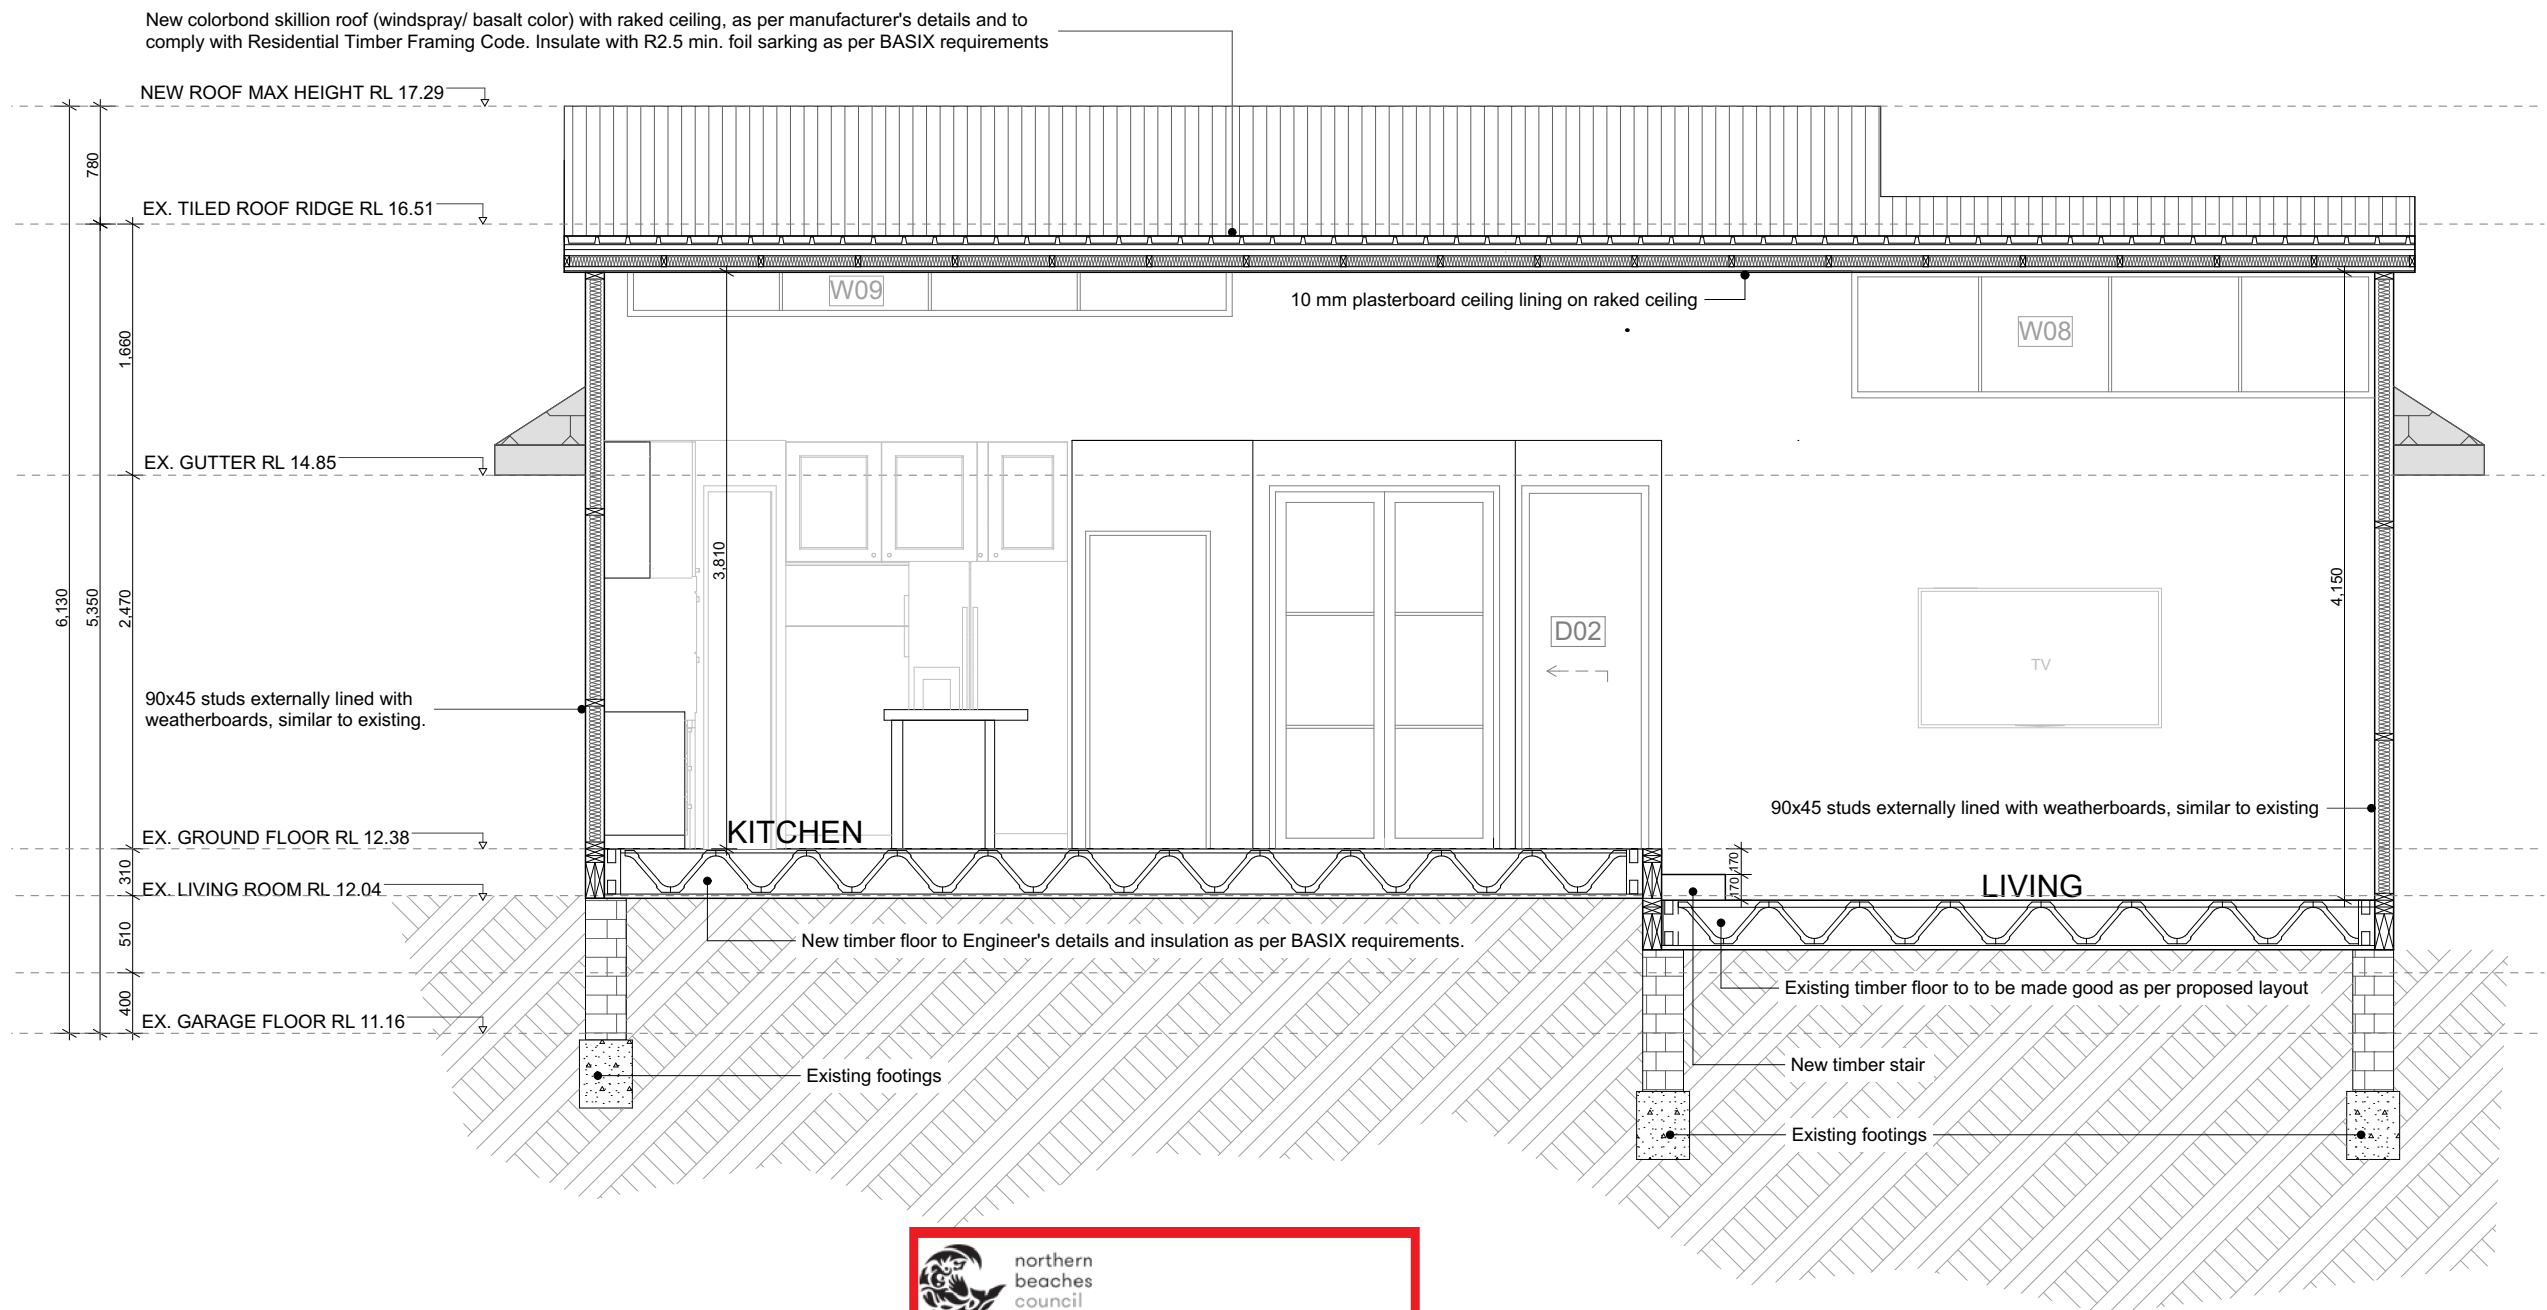 New colorbond skillion roof (windspray/ basalt color) with raked ceiling, as per manufacturer's details and to
comply with Residential Timber Framing Code. Insulate with R2.5 min. foil sarking as per BASIX requirements
NEW ROOF MAX HEIGHT RL 17.29
780
EX. TILED ROOF RIDGE RL 16.51
W09
10 mm plasterboard ceiling lining on raked ceiling
W08
1,660
EX. GUTTER RL 14.85
6,130
5,350
2,470
3,810
4,150
D02
TV
90x45 studs externally lined with
weatherboards, similar to existing.
90x45 studs externally lined with weatherboards, similar to existing
KITCHEN
EX. GROUND FLOOR RL 12.38
310
170
170
EX. LIVING ROOM RL 12.04
LIVING
510
New timber floor to Engineer's details and insulation as per BASIX requirements.
Existing timber floor to to be made good as per proposed layout
400
EX. GARAGE FLOOR RL 11.16
New timber stair
Existing footings
Existing footings
northern
beaches
council